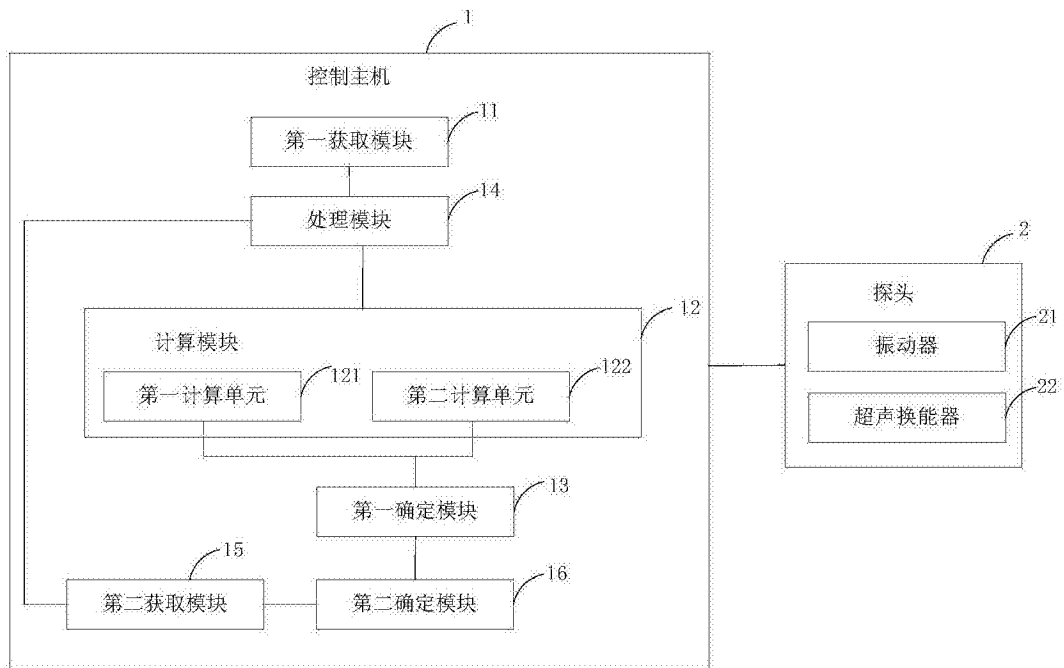 1
控制主机
11
第一获取模块
14
处理模块
2
探头
12
21
计算模块
振动器
121
122
22
第一计算单元
第二计算单元
超声换能器
13
第一确定模块
15
16
第二获取模块
第二确定模块